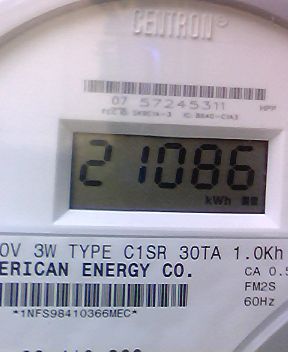 CENTRON®
07 57245311 HPP
21086
kWh
0V 3W TYPE C1SR 30TA 1.0Kh
ERICAN ENERGY CO. CA 0.5
FM2S
60Hz
*1NFS98410366MEC*